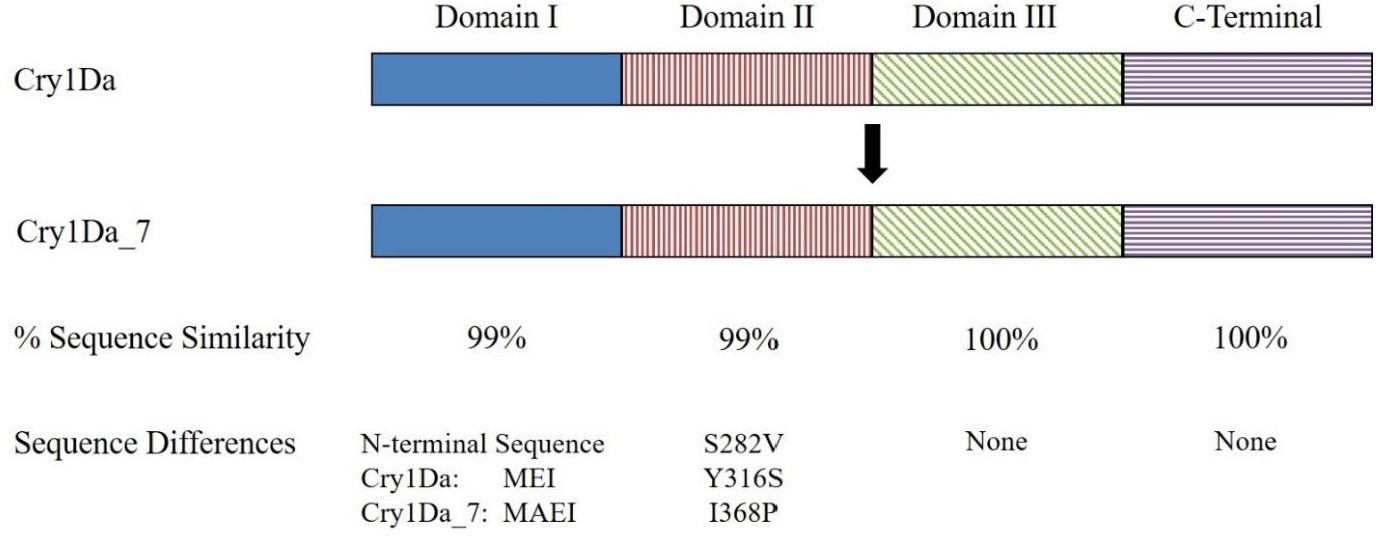 Domain I Domain II Domain III C-Terminal
Cry1Da
Cry1Da_7
% Sequence Similarity 99% 99% 100% 100%
Sequence Differences N-terminal Sequence S282V None None
Cry1Da: MEI Y316S
Cry1Da_7: MAEI I368P